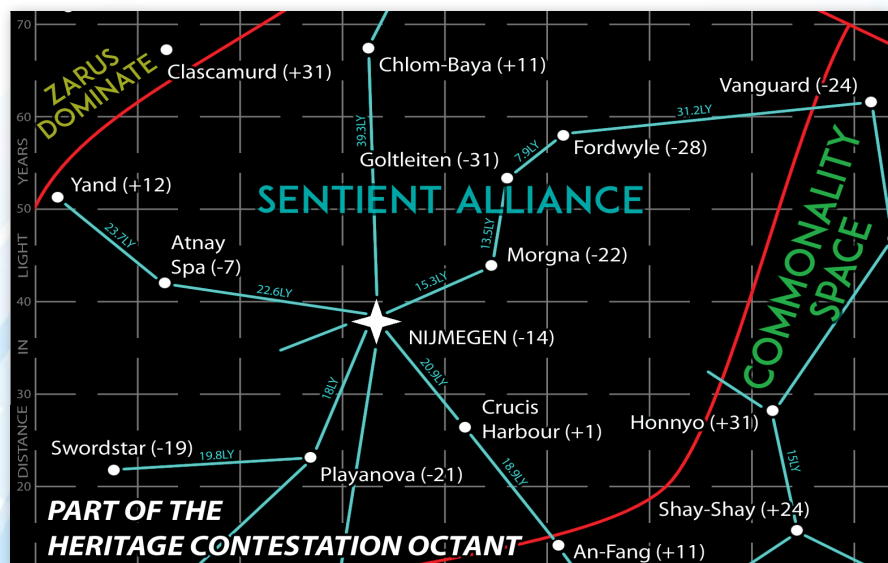 70
ZARUS
DOMINATE
Clascamurd (+31)
Chlom-Baya (+11)
Vanguard (-24)
60
31.2LY
39.3LY
7.9LY
Fordwyle (-28)
Goltleiten (-31)
Yand (+12)
SENTIENT ALLIANCE
50
COMMONALITY
SPACE
23.7LY
Atnay
Spa (-7)
13.5LY
Morgna (-22)
22.6LY
15.3LY
40
NIJMEGEN (-14)
DISTANCE IN LIGHT YEARS
30
18LY
20.9LY
Crucis
Harbour (+1)
Honnyo (+31)
Swordstar (-19)
19.8LY
Playanova (-21)
18.9LY
15LY
20
Shay-Shay (+24)
PART OF THE
HERITAGE CONTESTATION OCTANT
An-Fang (+11)